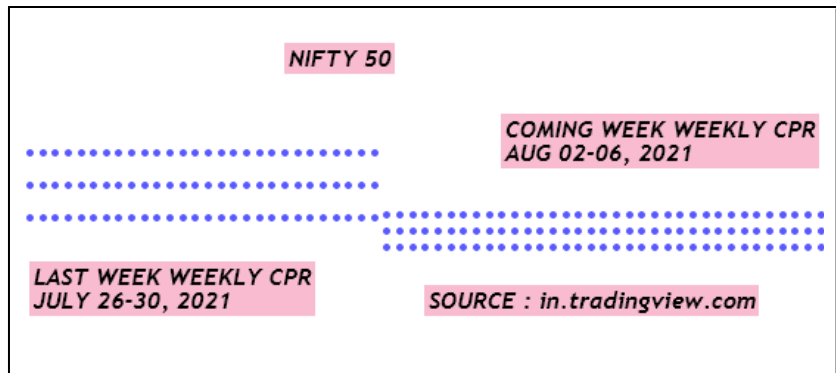 NIFTY 50
COMING WEEK WEEKLY CPR
AUG 02-06, 2021
LAST WEEK WEEKLY CPR
JULY 26-30, 2021
SOURCE : in.tradingview.com